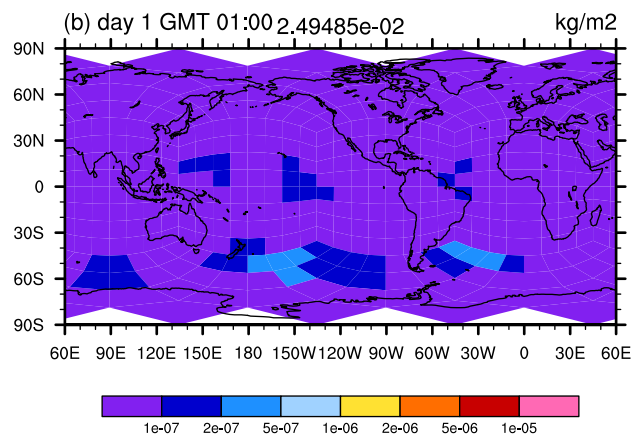 (b) day 1 GMT 01:00 2.49485e-02 kg/m2
90N
60N
30N
0
30S
60S
90S
60E 90E 120E 150E 180 150W 120W 90W 60W 30W 0 30E 60E
1e-07 2e-07 5e-07 1e-06 2e-06 5e-06 1e-05